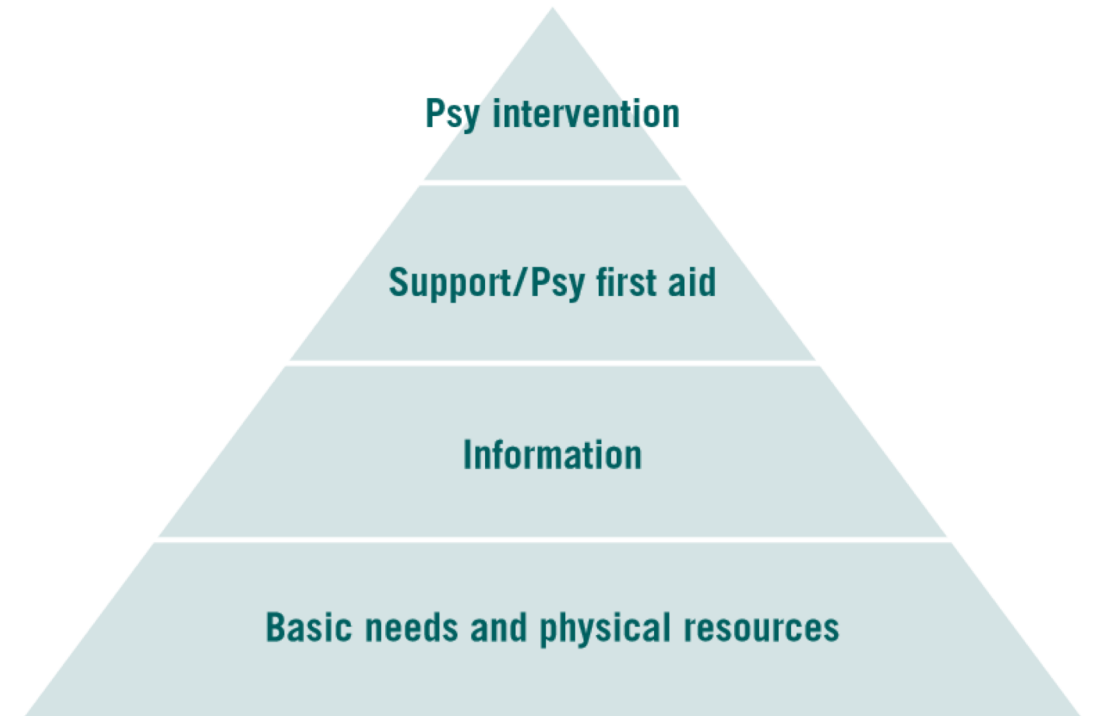 Psy intervention
Support/Psy first aid
Information
Basic needs and physical resources